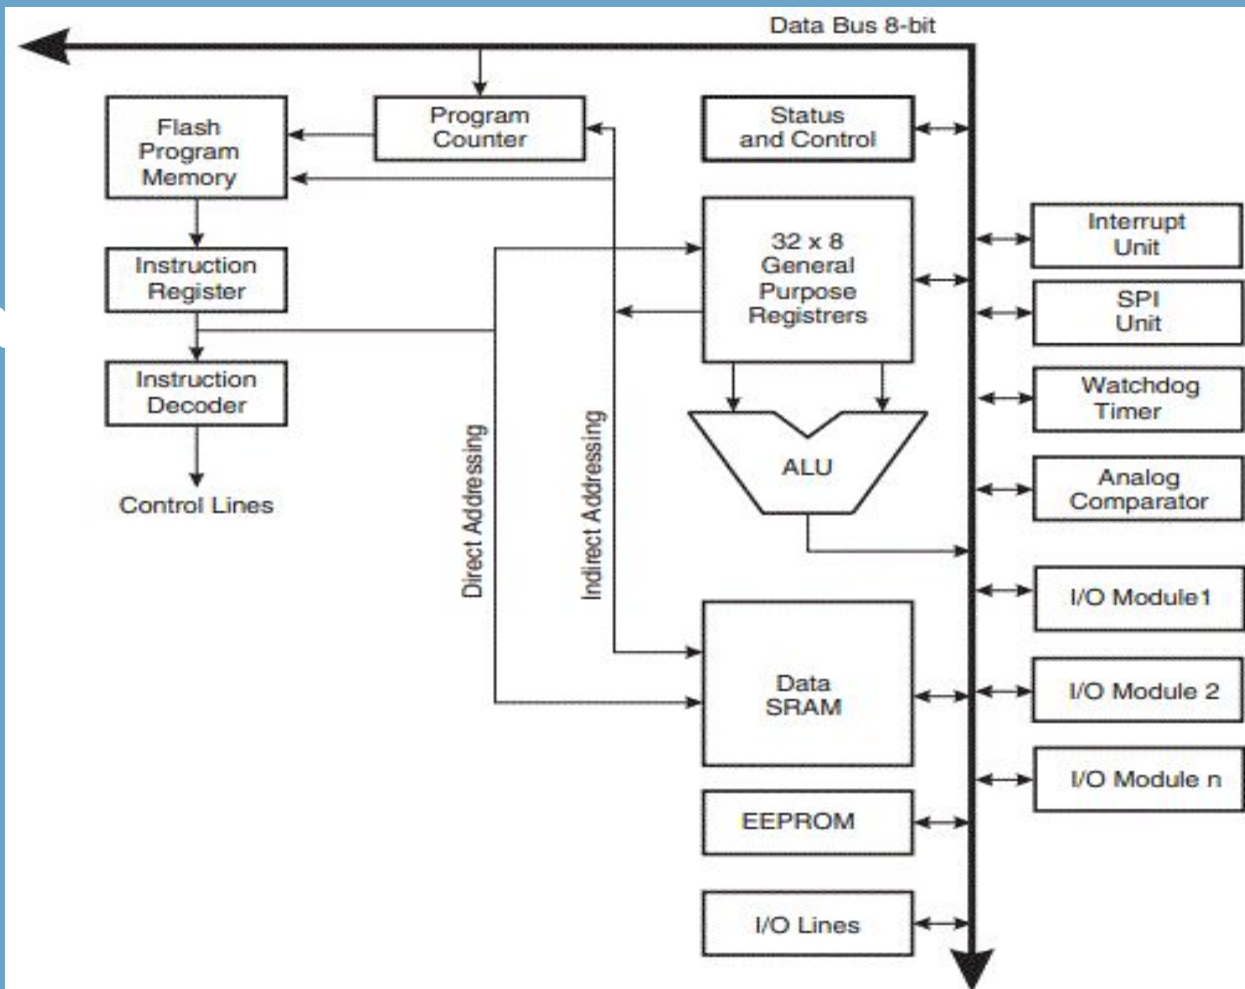 Data Bus 8-bit
Flash
Program
Memory
Program
Counter
Status
and Control
Instruction
Register
32 x 8
General
Purpose
Registrers
Interrupt
Unit
SPI
Unit
Instruction
Decoder
Watchdog
Timer
Control Lines
Direct Addressing
Indirect Addressing
ALU
Analog
Comparator
I/O Module1
Data
SRAM
I/O Module 2
I/O Module n
EEPROM
I/O Lines